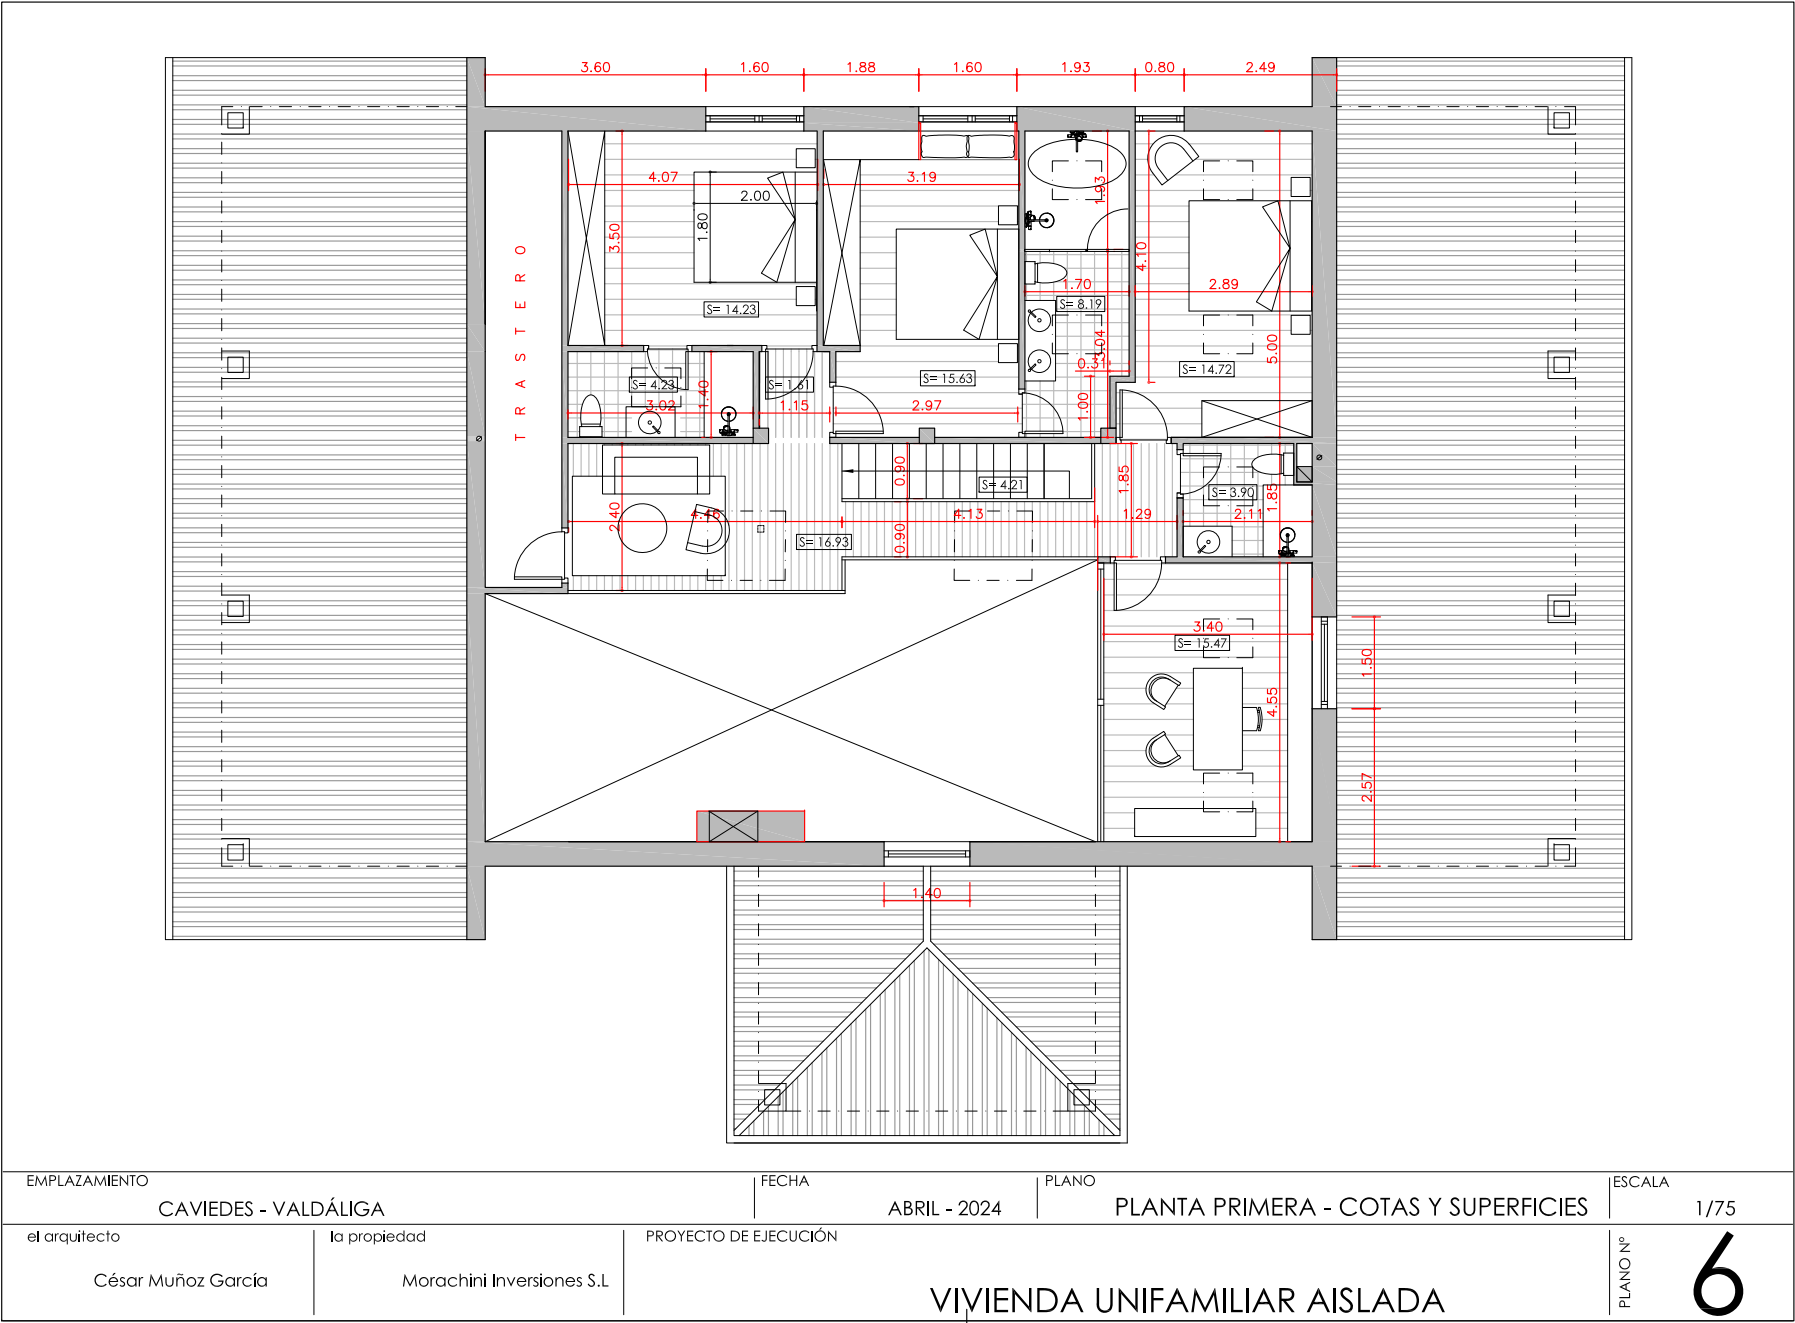 3.60 1.60 1.88 1.60 1.93 0.80 2.49
4.07 3.19 1.93
2.00
1.80
3.50
TRASTERO
4.10
1.70 2.89
S= 14.23 S= 8.19
3.04 5.00
0.31
S= 4.23 S= 1.61 S= 15.63 S= 14.72
1.40 1.00
3.02 1.15 2.97
0.90 1.85
S= 4.21 S= 3.90 1.85
2.40 4.46 4.13 1.29 2.11
S= 16.93 0.90
3.40
S= 15.47
1.50
4.55
2.57
1.40
EMPLAZAMIENTO
CAVIEDES - VALDÁLIGA
FECHA
ABRIL - 2024
PLANO
PLANTA PRIMERA - COTAS Y SUPERFICIES
ESCALA
1/75
el arquitecto
César Muñoz García
la propiedad
Morachini Inversiones S.L
PROYECTO DE EJECUCIÓN
VIVIENDA UNIFAMILIAR AISLADA
PLANO Nº
6